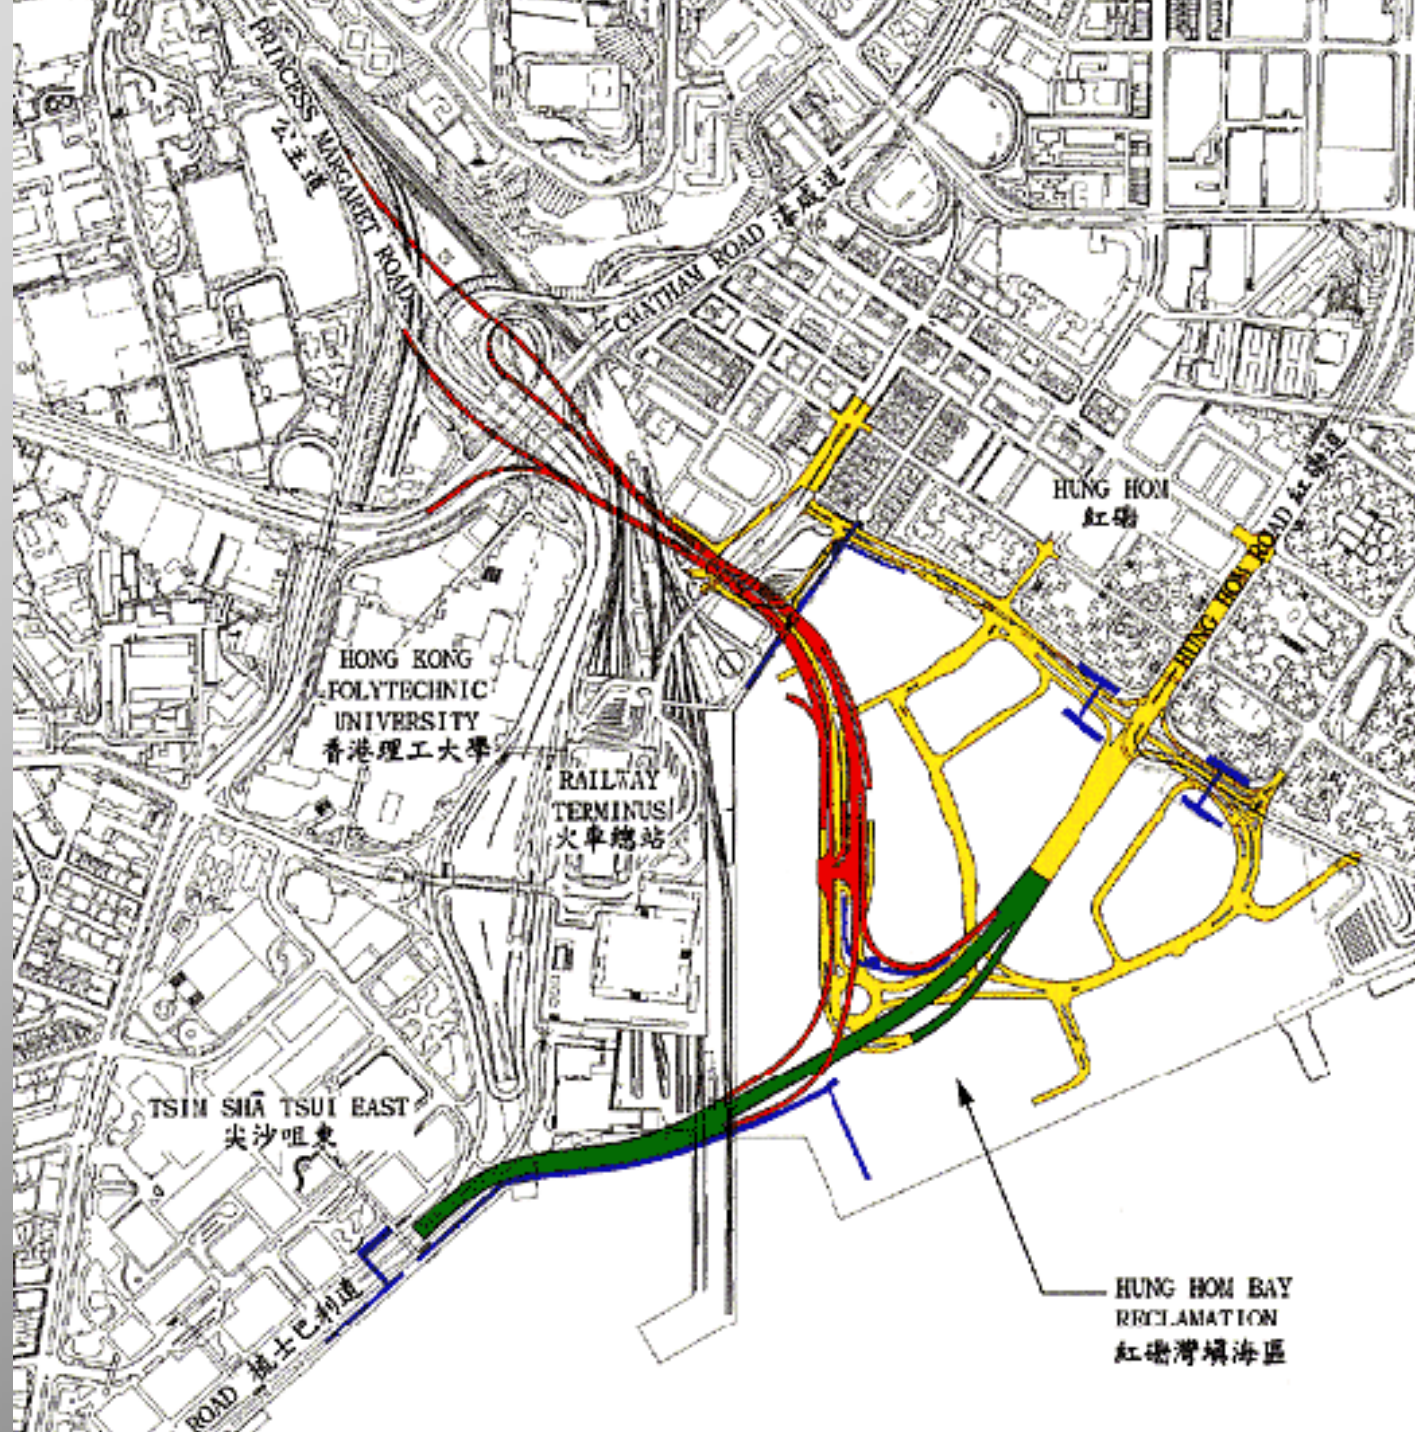 PRINCESS MARGARET ROAD
公主道
CHATHAM ROAD 漆咸道
HUNG HOM
紅磡
HUNG HOM ROAD 紅磡道
HONG KONG
POLYTECHNIC
UNIVERSITY
香港理工大學
RAILWAY
TERMINUS
火車總站
TSIM SHA TSUI EAST
尖沙咀東
ROAD 梳士巴利道
HUNG HOM BAY
RECLAMATION
紅磡灣填海區